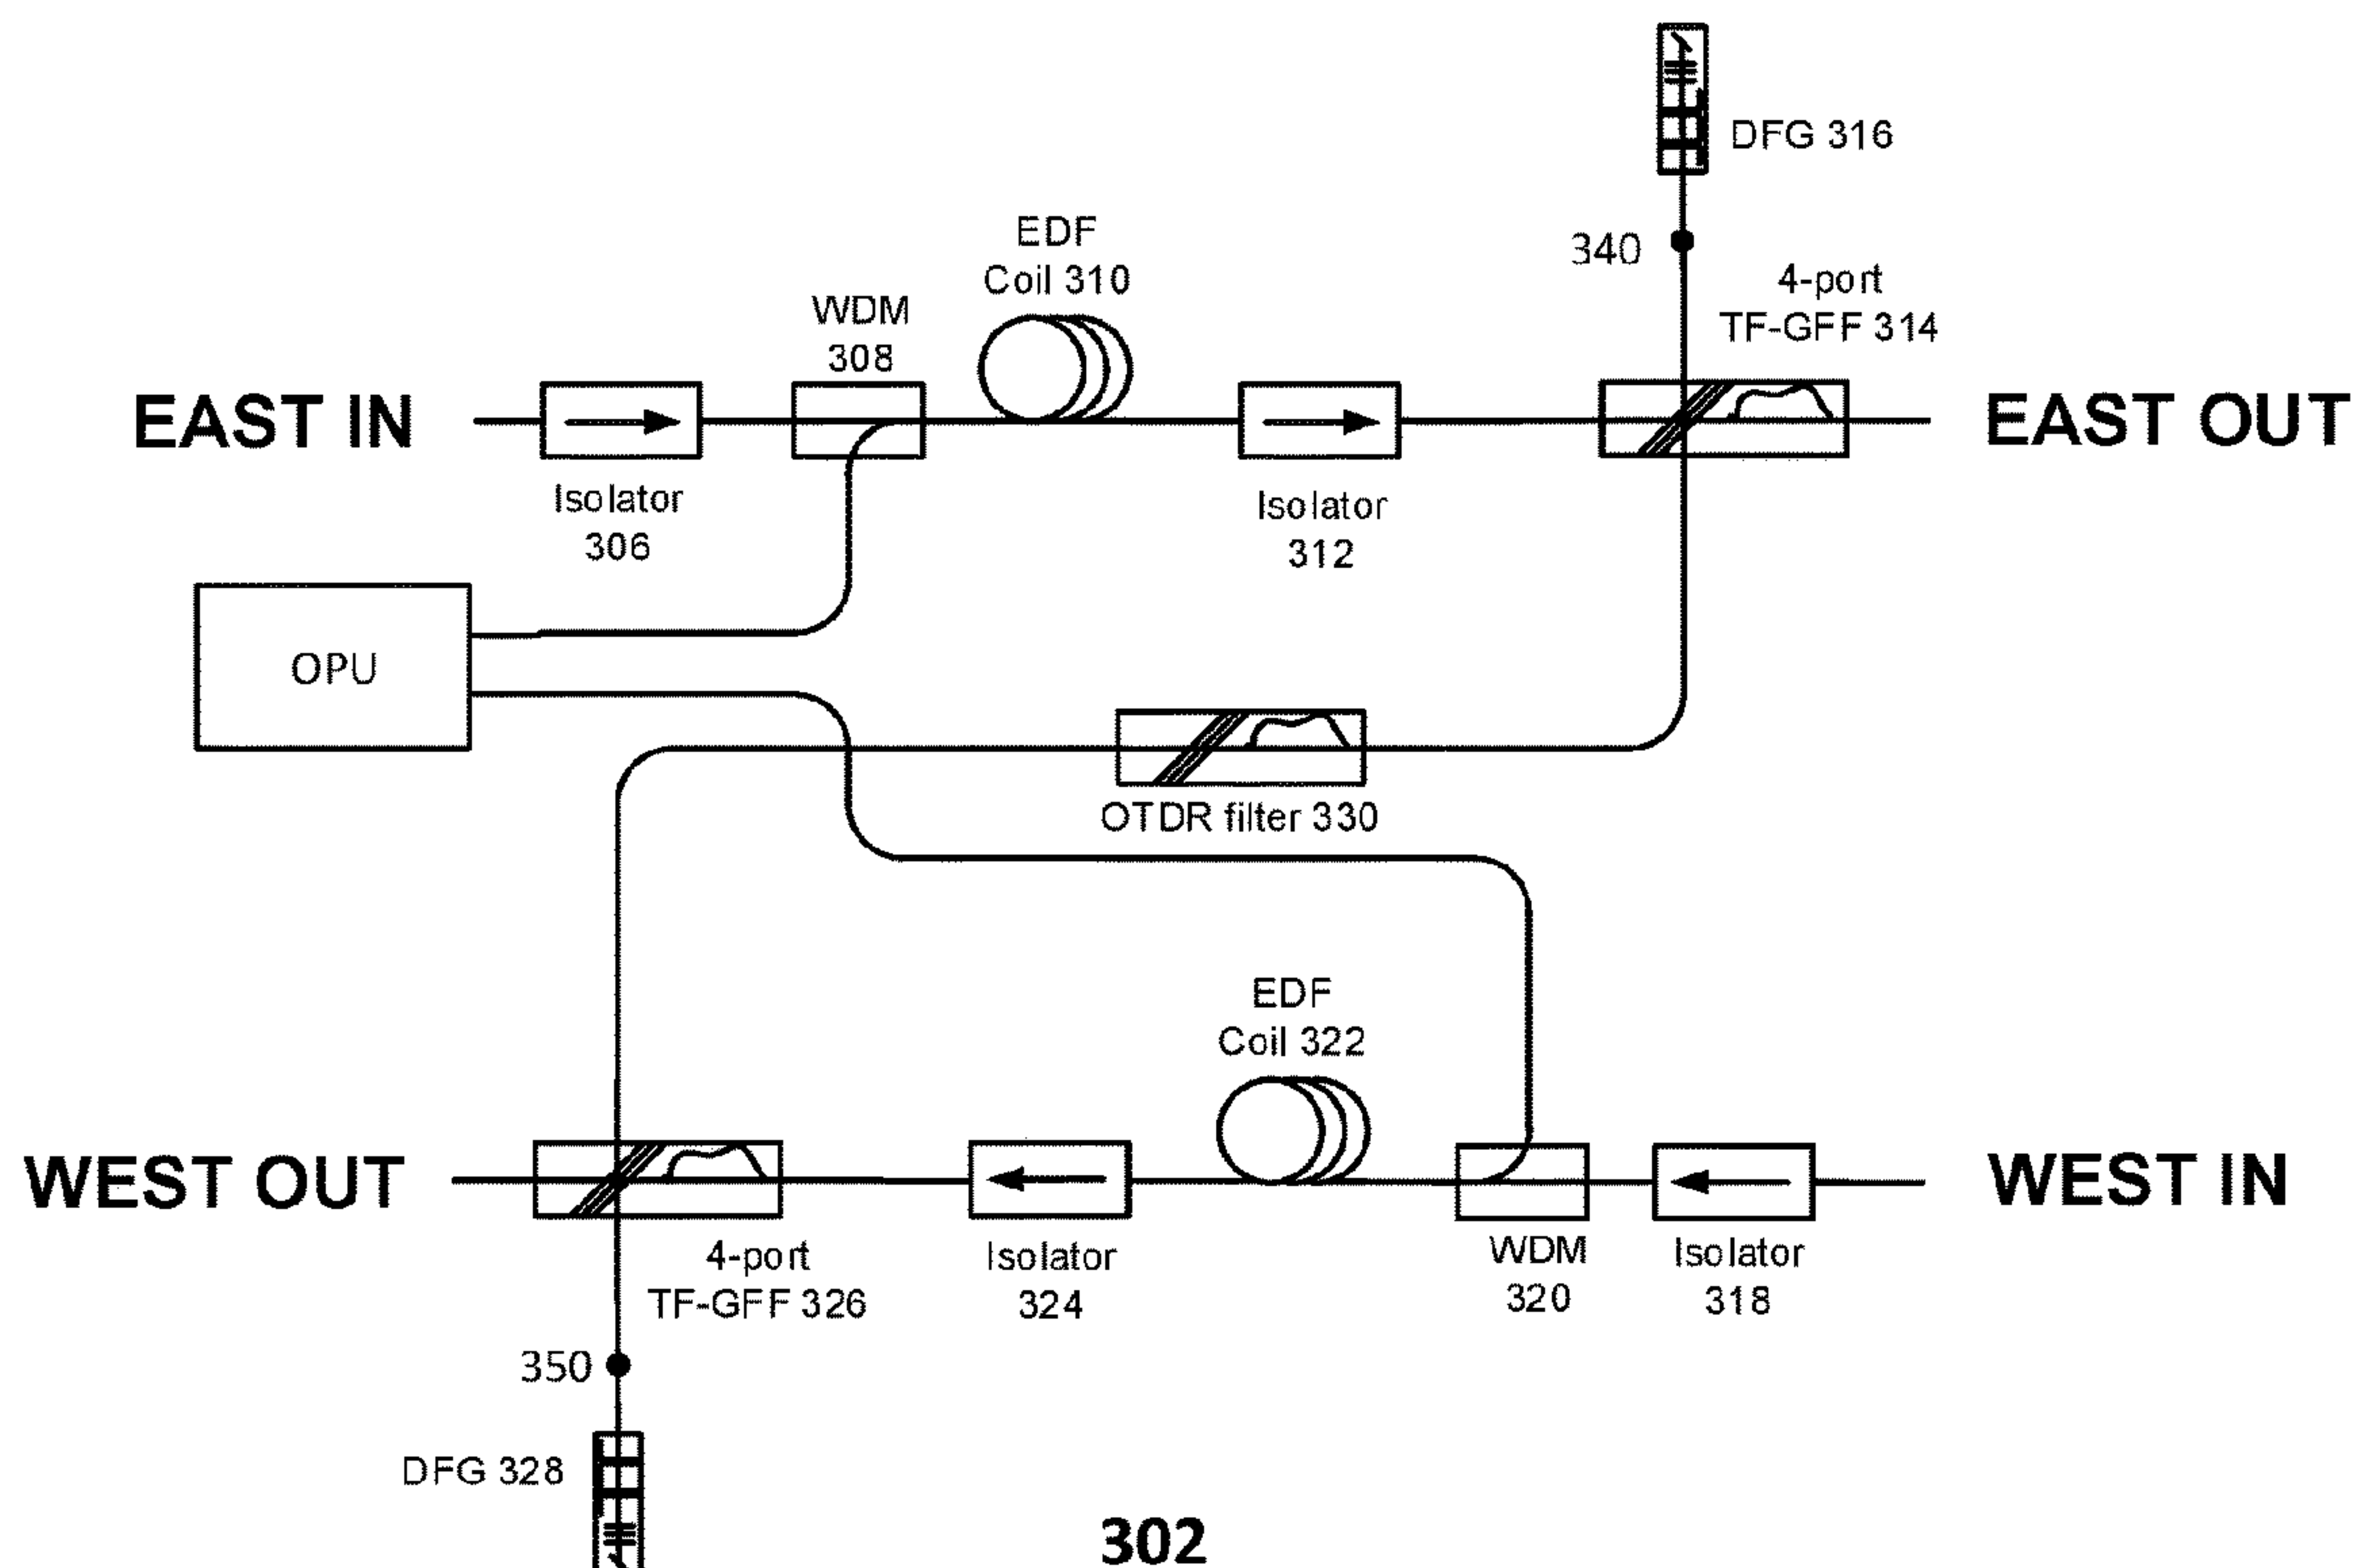 DFG 316
EDF
Coil 310
340
4-port
TF-GFF 314
WDM
308
EAST IN
EAST OUT
Isolator
306
Isolator
312
OPU
OTDR filter 330
EDF
Coil 322
WEST OUT
WEST IN
4-port
TF-GFF 326
Isolator
324
WDM
320
Isolator
318
350
DFG 328
302